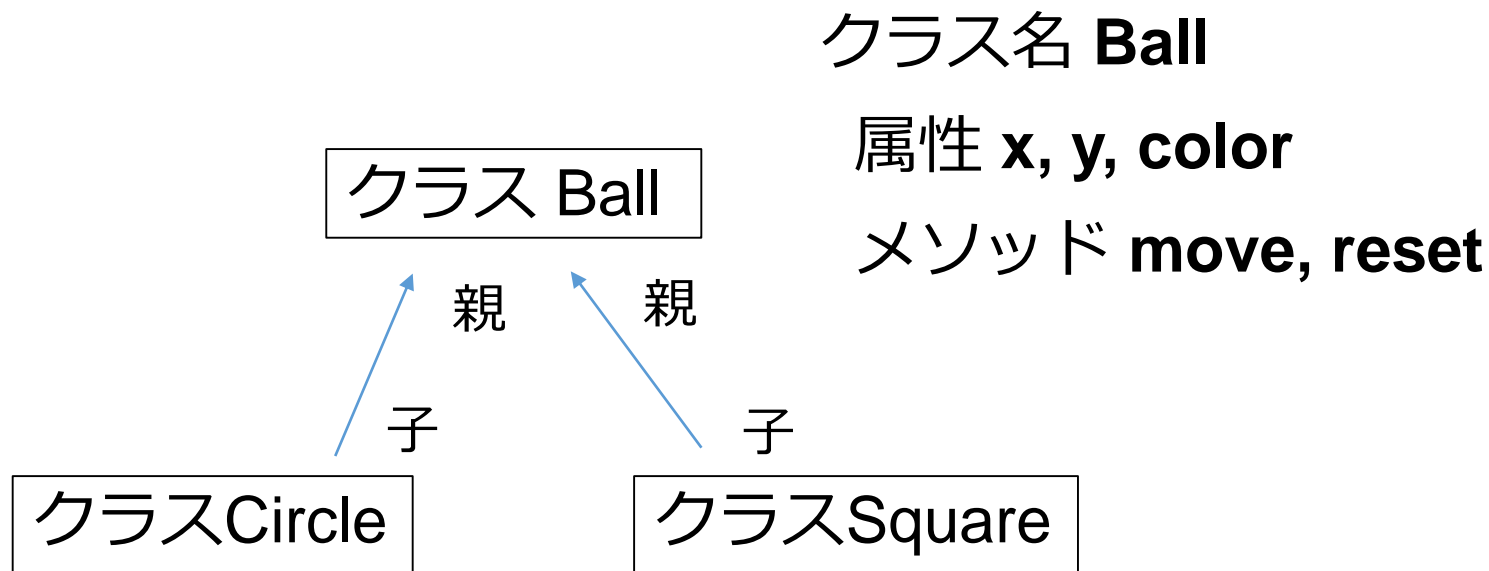 クラス名 Ball
属性 x, y, color
メソッド move, reset
クラス Ball
親
親
子
子
クラスCircle
クラスSquare